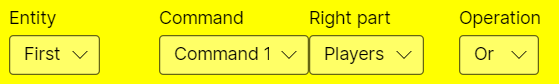 Entity Command Right part Operation
First Command 1 Players Or